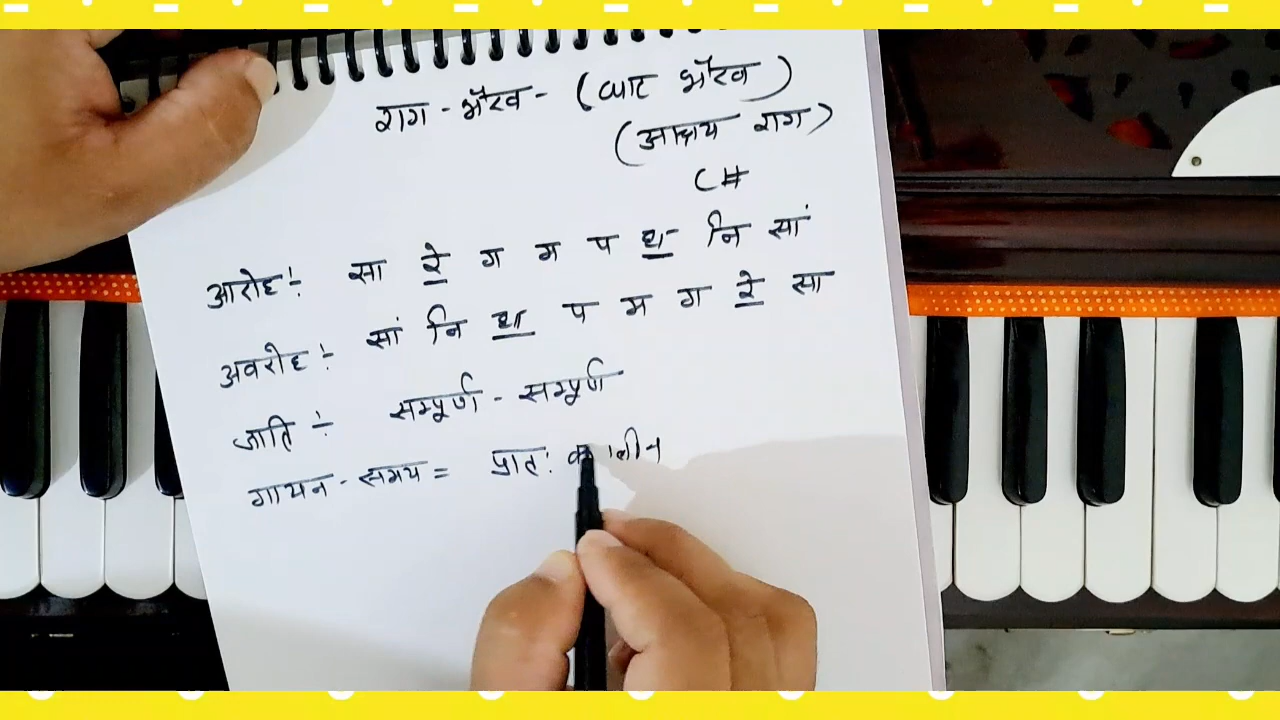 राग - भैरव - (थाट भैरव)
(आश्रय राग)
C#
आरोह :- सा रे॒ ग म प ध॒ - नि सां
अवरोह :- सां नि ध॒ प म ग रे॒ सा
जाति :- सम्पूर्ण - सम्पूर्ण
गायन - समय = प्रात: कालीन